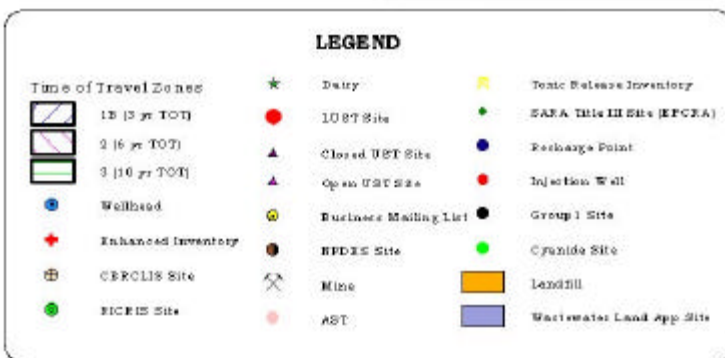 LEGEND
Time of Travel Zones
1B (3 yr TOT)
2 (6 yr TOT)
3 (10 yr TOT)
Wellhead
Enhanced Inventory
CERCLIS Site
RICRIS Site
Dairy
LUST Site
Closed UST Site
Open UST Site
Business Mailing List
NPDES Site
Mine
AST
Toxic Release Inventory
SARA Title III Site (EPCRA)
Recharge Point
Injection Well
Group 1 Site
Cyanide Site
Landfill
Wastewater Land App Site